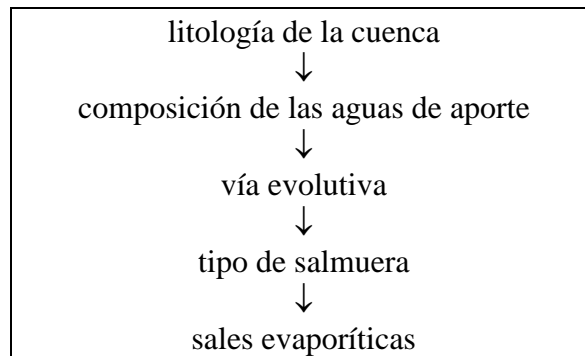 litología de la cuenca
↓
composición de las aguas de aporte
↓
vía evolutiva
↓
tipo de salmuera
↓
sales evaporíticas